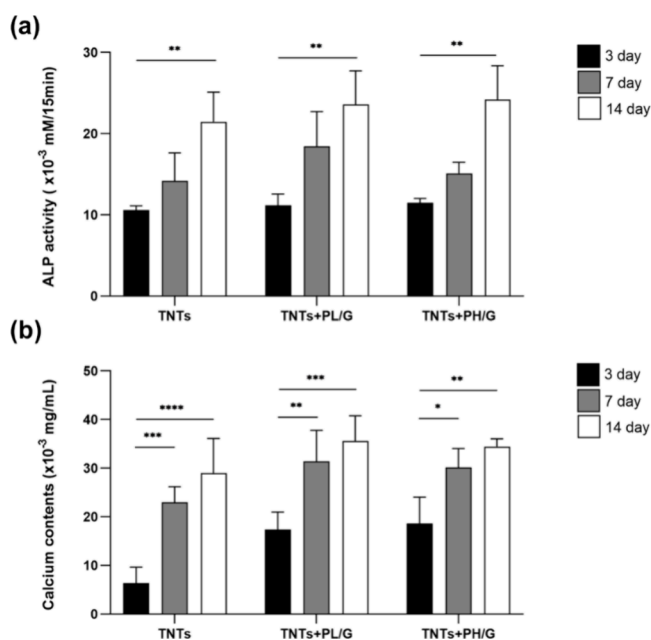 (a)
ALP activity ( x10⁻³ mM/15min)
30
20
10
0
**
**
**
TNTs
TNTs+PL/G
TNTs+PH/G
3 day
7 day
14 day
(b)
Calcium contents (x10⁻³ mg/mL)
50
40
30
20
10
0
****
***
***
**
**
*
TNTs
TNTs+PL/G
TNTs+PH/G
3 day
7 day
14 day